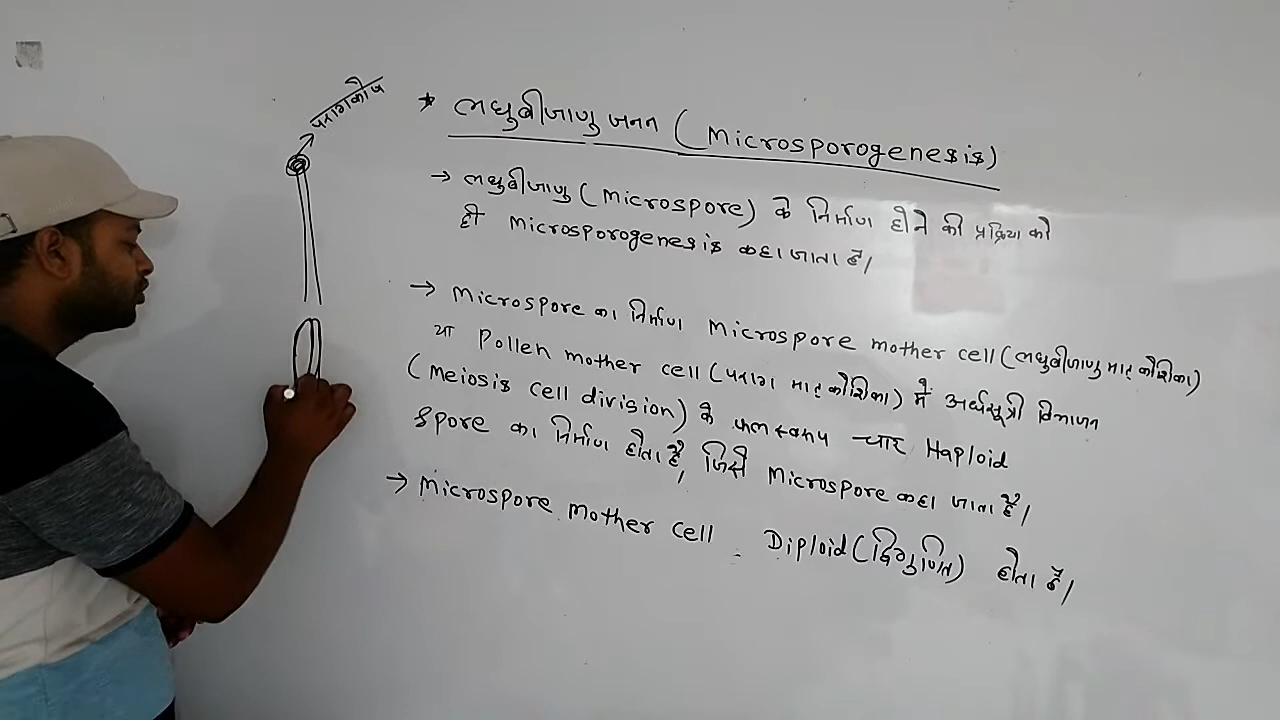 परागकोष
* लघुबीजाणु जनन (Microsporogenesis)
→ लघुबीजाणु (Microspore) के निर्माण होने की प्रक्रिया को
ही Microsporogenesis कहा जाता है।
→ Microspore का निर्माण Microspore mother cell (लघुबीजाणु मातृ कोशिका)
या Pollen mother cell (पराग मातृ कोशिका) में अर्धसूत्री विभाजन
(Meiosis cell division) के फलस्वरूप चार Haploid
Spore का निर्माण होता है, जिसे Microspore कहा जाता है।
→ Microspore Mother cell Diploid (द्विगुणित) होता है।